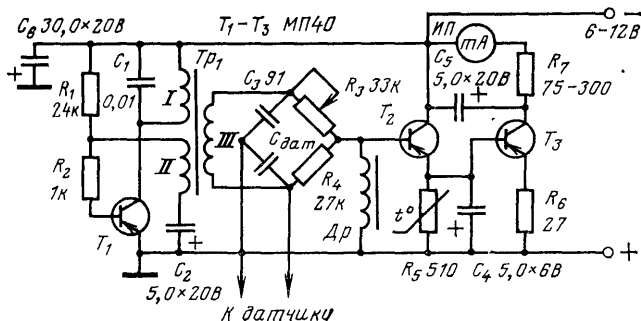 C6 30,0×20В
T1–T3 МП40
ИП
mA
6–12В
–
+
R1
24к
C1
0,01
Тр1
I
II
III
C3 91
R3 33к
Cдат
R4
27к
T2
C5
5,0×20В
+
R7
75–300
T3
R2
1к
T1
+
C2
5,0×20В
Др
t°
+
R5 510
C4 5,0×6В
R6
27
+
К датчику